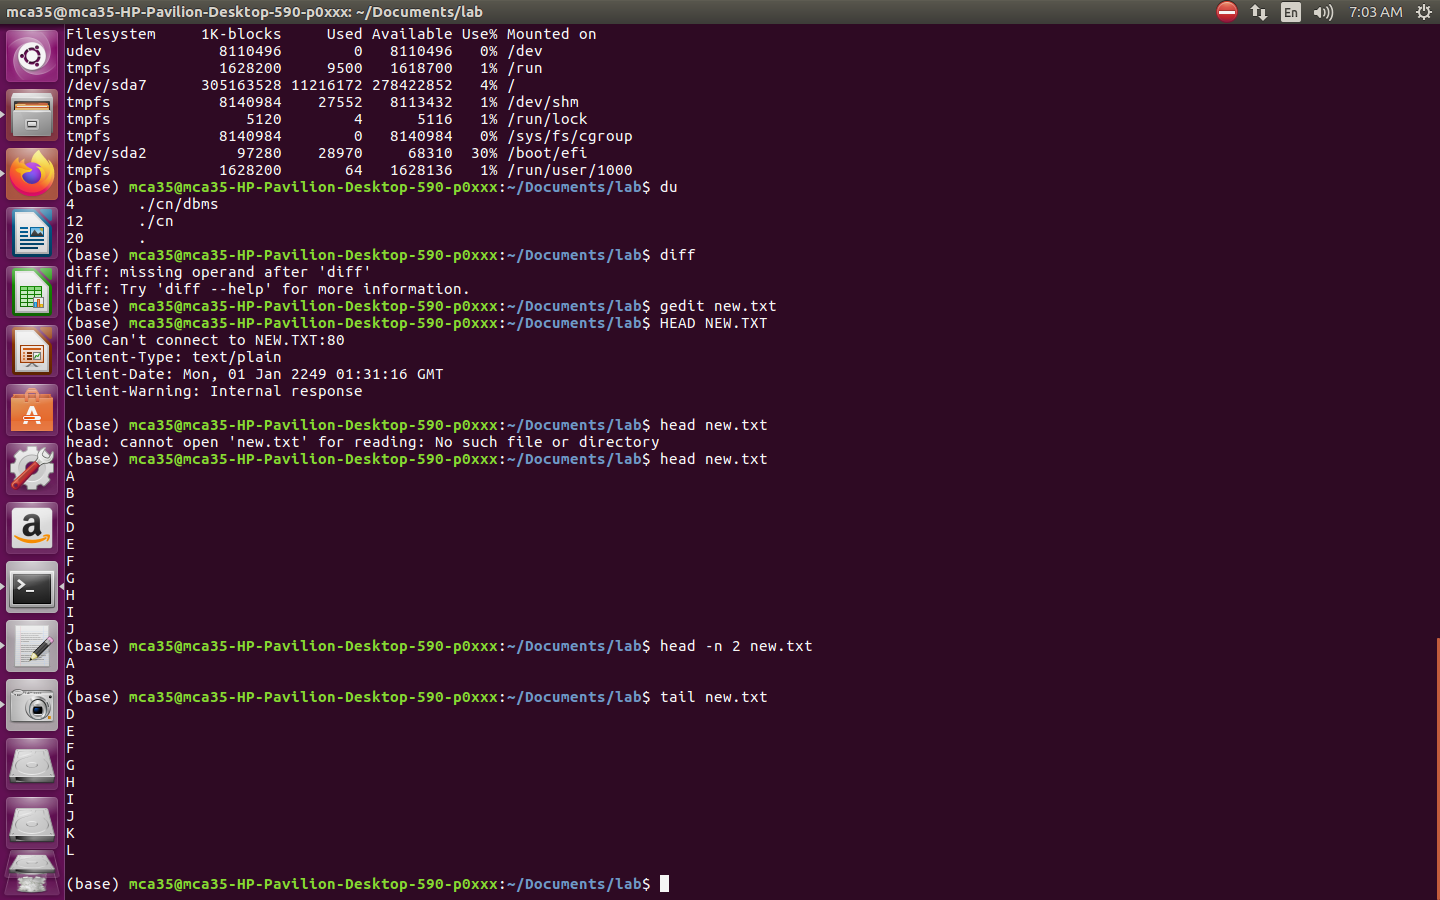 mca35@mca35-HP-Pavilion-Desktop-590-p0xxx: ~/Documents/lab
En
7:03 AM
Filesystem     1K-blocks     Used Available Use% Mounted on
udev             8110496        0   8110496   0% /dev
tmpfs            1628200     9500   1618700   1% /run
/dev/sda7      305163528 11216172 278422852   4% /
tmpfs            8140984    27552   8113432   1% /dev/shm
tmpfs               5120        4      5116   1% /run/lock
tmpfs            8140984        0   8140984   0% /sys/fs/cgroup
/dev/sda2          97280    28970     68310  30% /boot/efi
tmpfs            1628200       64   1628136   1% /run/user/1000
(base) mca35@mca35-HP-Pavilion-Desktop-590-p0xxx:~/Documents/lab$ du
4       ./cn/dbms
12      ./cn
20      .
(base) mca35@mca35-HP-Pavilion-Desktop-590-p0xxx:~/Documents/lab$ diff
diff: missing operand after 'diff'
diff: Try 'diff --help' for more information.
(base) mca35@mca35-HP-Pavilion-Desktop-590-p0xxx:~/Documents/lab$ gedit new.txt
(base) mca35@mca35-HP-Pavilion-Desktop-590-p0xxx:~/Documents/lab$ HEAD NEW.TXT
500 Can't connect to NEW.TXT:80
Content-Type: text/plain
Client-Date: Mon, 01 Jan 2249 01:31:16 GMT
Client-Warning: Internal response
(base) mca35@mca35-HP-Pavilion-Desktop-590-p0xxx:~/Documents/lab$ head new.txt
head: cannot open 'new.txt' for reading: No such file or directory
(base) mca35@mca35-HP-Pavilion-Desktop-590-p0xxx:~/Documents/lab$ head new.txt
A
B
C
D
E
F
G
H
I
J
(base) mca35@mca35-HP-Pavilion-Desktop-590-p0xxx:~/Documents/lab$ head -n 2 new.txt
A
B
(base) mca35@mca35-HP-Pavilion-Desktop-590-p0xxx:~/Documents/lab$ tail new.txt
D
E
F
G
H
I
J
K
L
(base) mca35@mca35-HP-Pavilion-Desktop-590-p0xxx:~/Documents/lab$